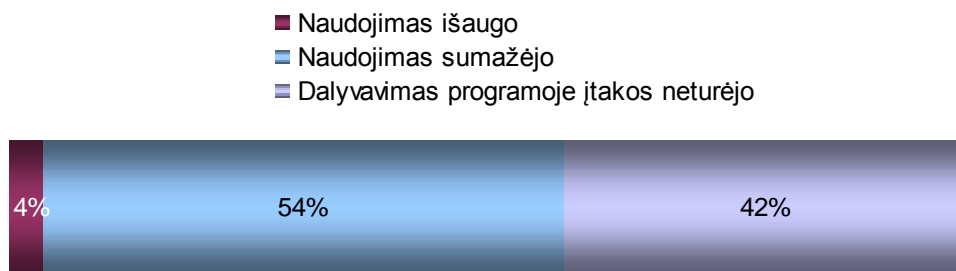 Naudojimas išaugo
Naudojimas sumažėjo
Dalyvavimas programoje įtakos neturėjo
4% 54% 42%